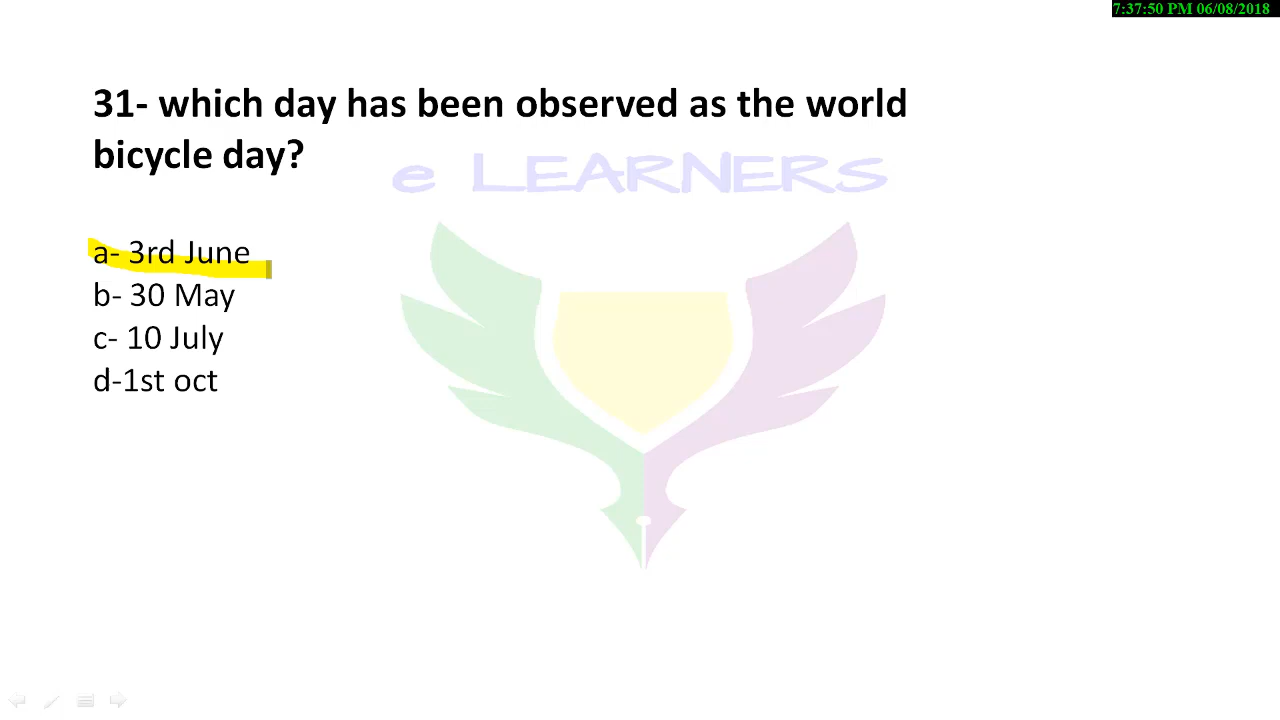 7:37:50 PM 06/08/2018
31- which day has been observed as the world
bicycle day?
e LEARNERS
a- 3rd June
b- 30 May
c- 10 July
d-1st oct